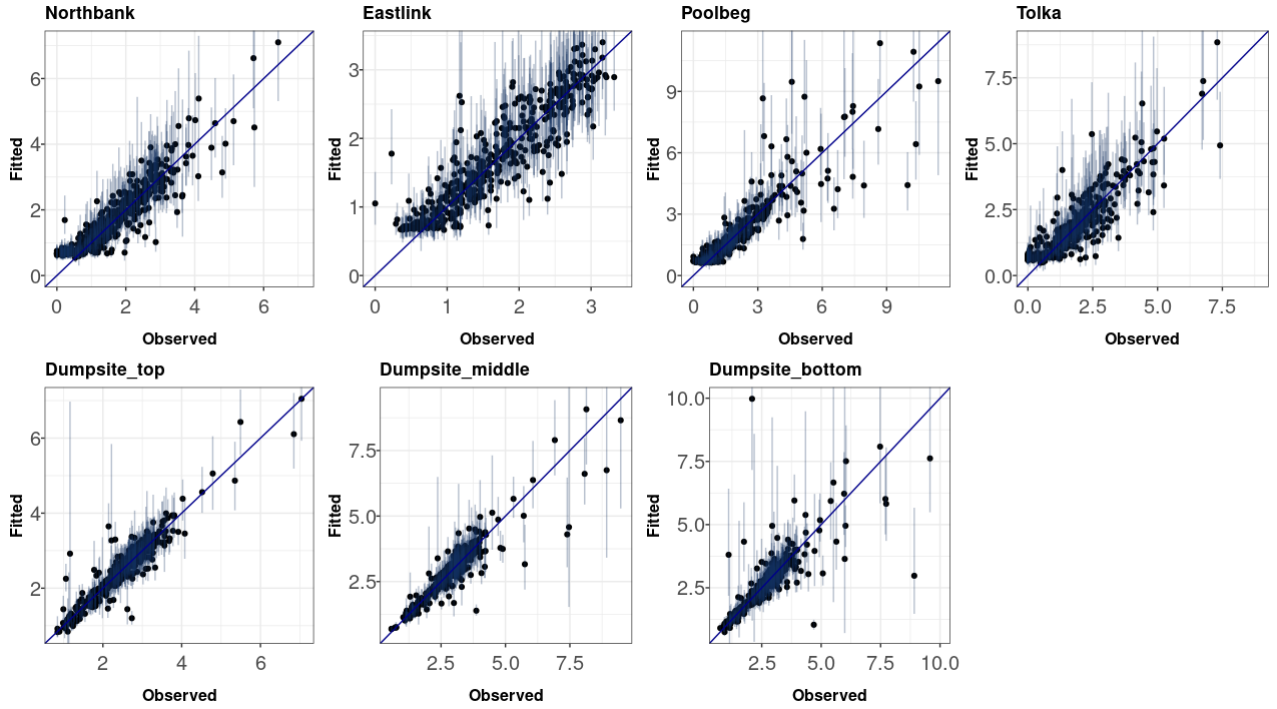 Northbank
Eastlink
Poolbeg
Tolka
Fitted
6
4
2
0
0
2
4
6
Observed
Fitted
3
2
1
0
0
1
2
3
Observed
Fitted
9
6
3
0
0
3
6
9
Observed
Fitted
7.5
5.0
2.5
0.0
0.0
2.5
5.0
7.5
Observed
Dumpsite_top
Dumpsite_middle
Dumpsite_bottom
Fitted
6
4
2
2
4
6
Observed
Fitted
7.5
5.0
2.5
2.5
5.0
7.5
Observed
Fitted
10.0
7.5
5.0
2.5
2.5
5.0
7.5
10.0
Observed